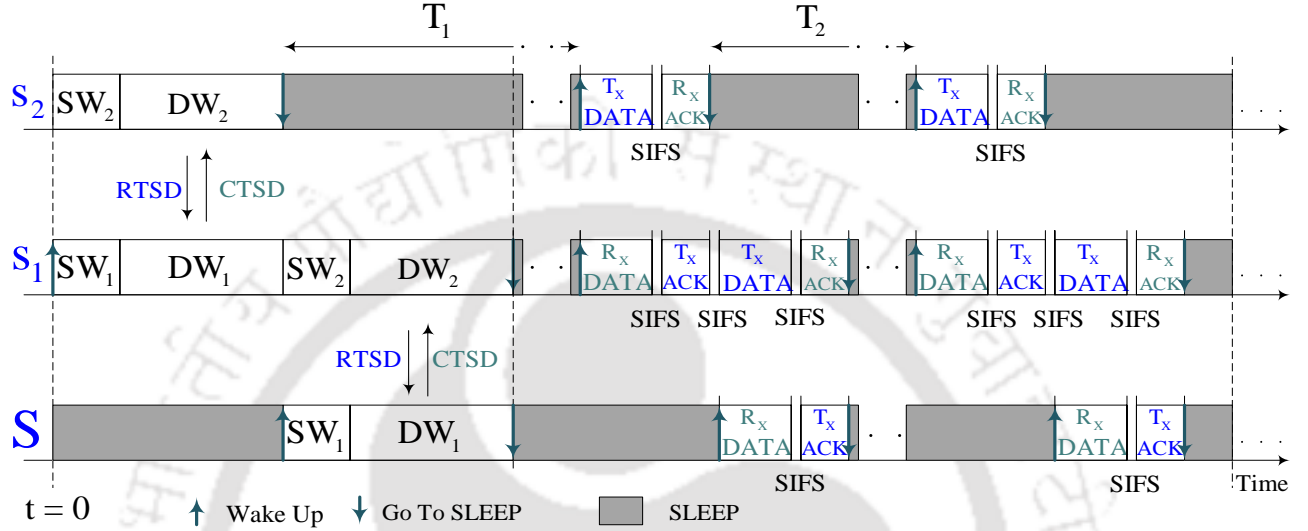 T₁ T₂
S₂ SW₂ DW₂ . . Tₓ DATA Rₓ ACK . . Tₓ DATA Rₓ ACK . . .
SIFS SIFS
RTSD CTSD
S₁ SW₁ DW₁ SW₂ DW₂ . . Rₓ DATA Tₓ ACK Tₓ DATA Rₓ ACK . . Rₓ DATA Tₓ ACK Tₓ DATA Rₓ ACK . . .
SIFS SIFS SIFS SIFS SIFS SIFS
RTSD CTSD
S SW₁ DW₁ Rₓ DATA Tₓ ACK . . Rₓ DATA Tₓ ACK . . .
SIFS SIFS Time
t = 0 Wake Up Go To SLEEP SLEEP